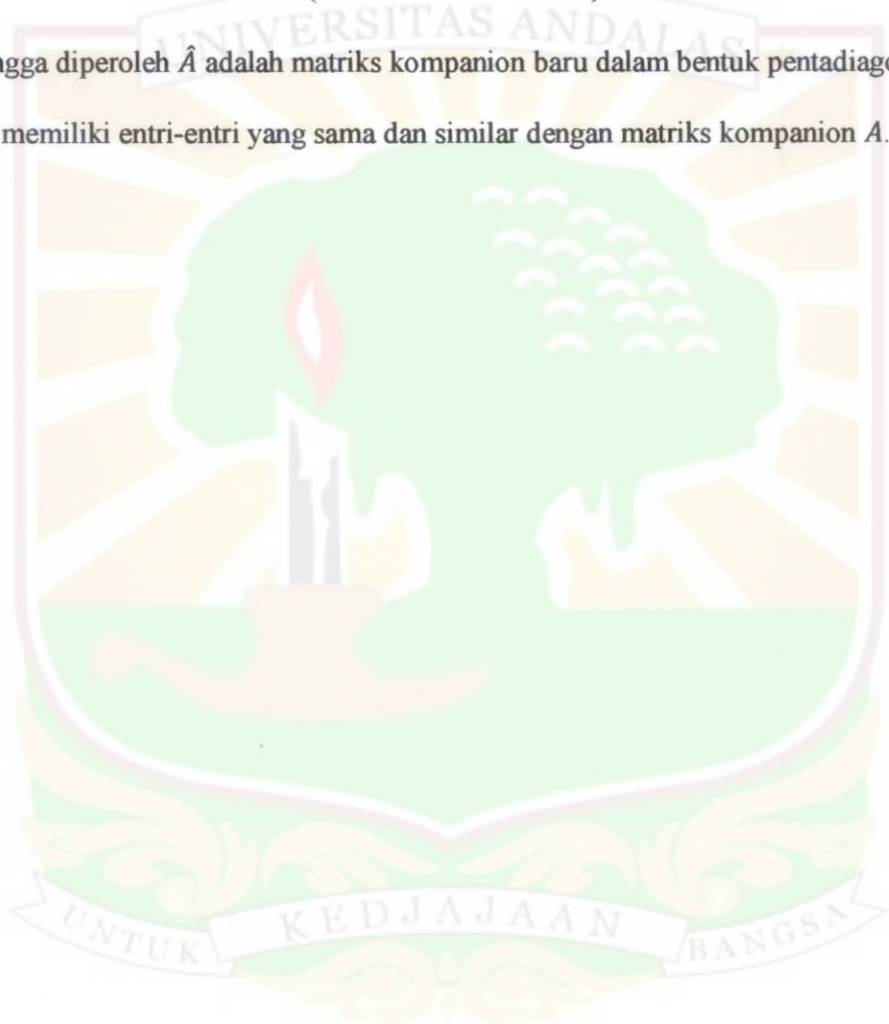 UNIVERSITAS ANDALAS
ngga diperoleh Â adalah matriks kompanion baru dalam bentuk pentadiago
memiliki entri-entri yang sama dan similar dengan matriks kompanion A.
UNTUK KEDJAJAAN BANGSA